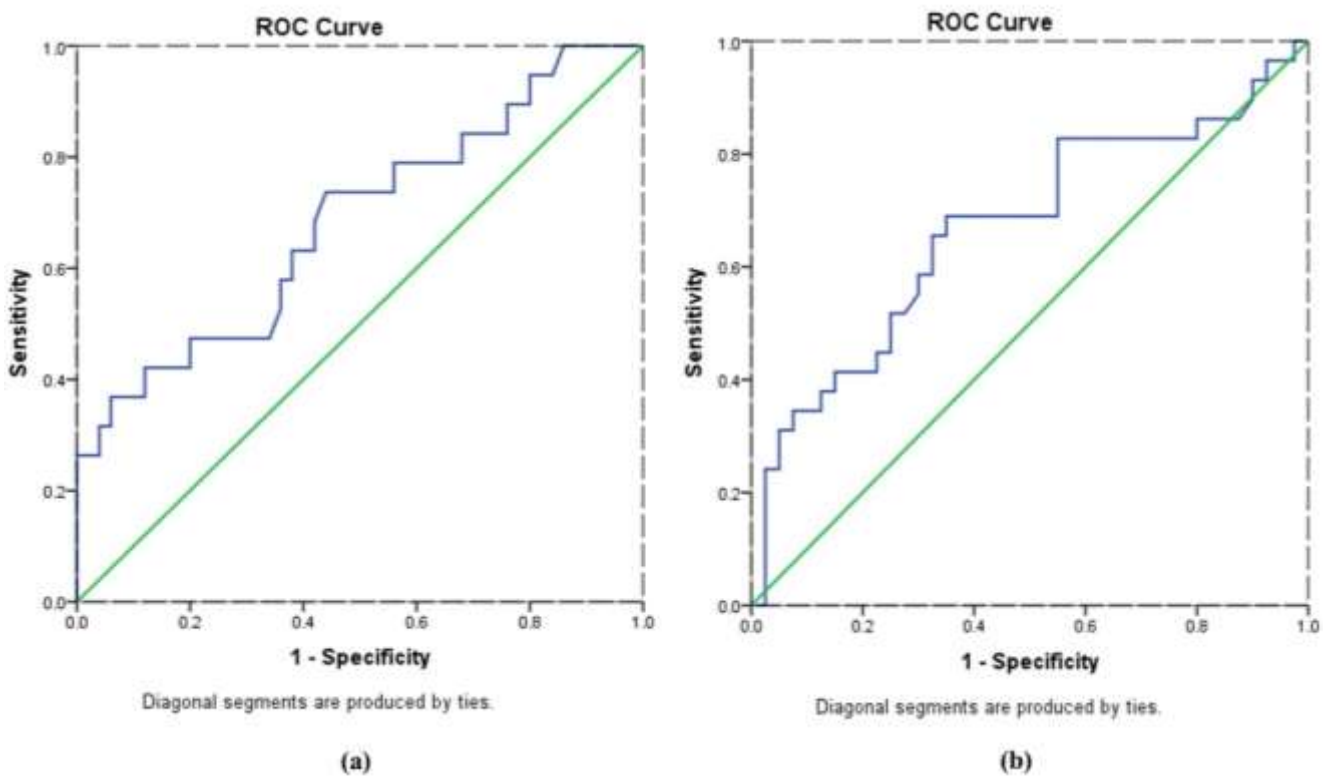 ROC Curve
1.0
0.8
0.6
0.4
0.2
0.0
Sensitivity
0.0 0.2 0.4 0.6 0.8 1.0
1 - Specificity
Diagonal segments are produced by ties.
(a)
ROC Curve
1.0
0.8
0.6
0.4
0.2
0.0
Sensitivity
0.0 0.2 0.4 0.6 0.8 1.0
1 - Specificity
Diagonal segments are produced by ties.
(b)